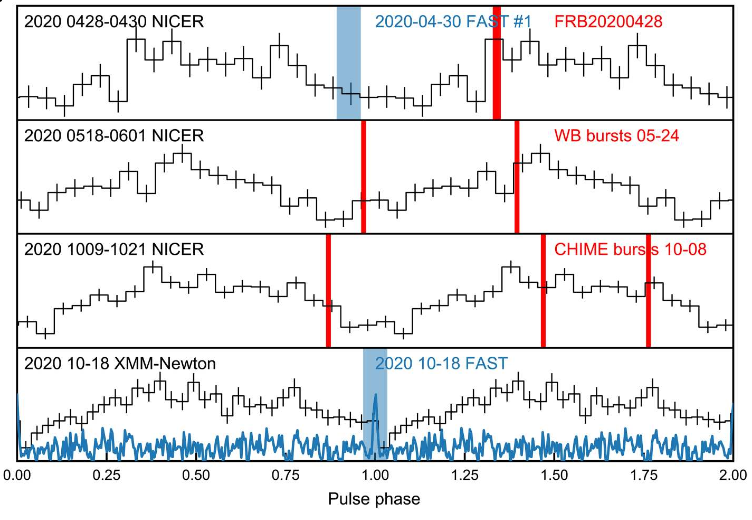 2020 0428-0430 NICER 2020-04-30 FAST #1 FRB20200428
2020 0518-0601 NICER WB bursts 05-24
2020 1009-1021 NICER CHIME bursts 10-08
2020 10-18 XMM-Newton 2020 10-18 FAST
0.00 0.25 0.50 0.75 1.00 1.25 1.50 1.75 2.00
Pulse phase